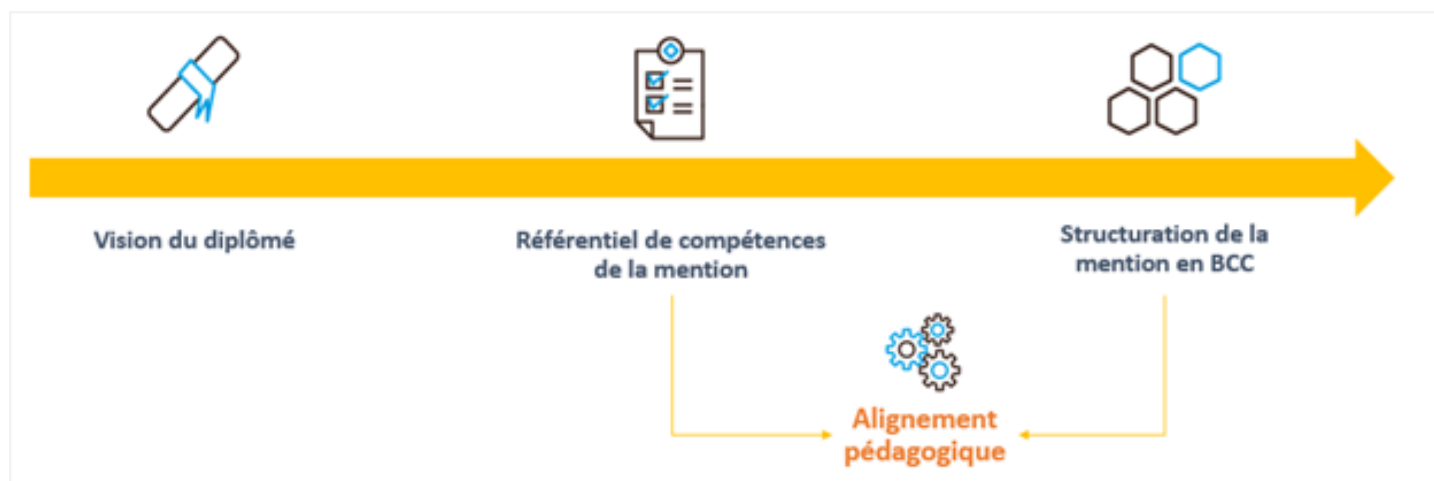 Vision du diplômé
Référentiel de compétences
de la mention
Structuration de la
mention en BCC
Alignement
pédagogique